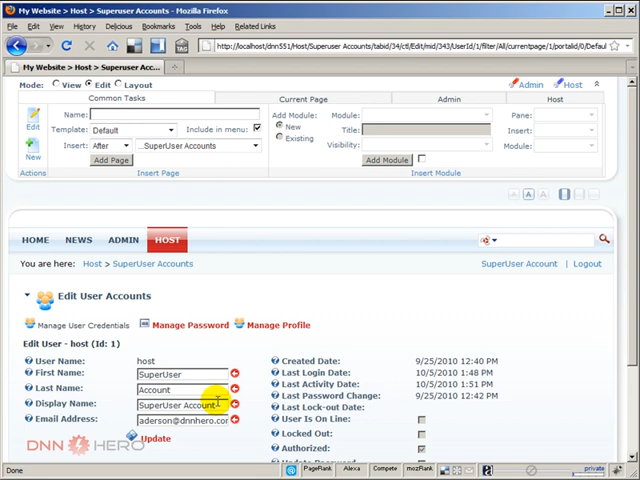 My Website > Host > Superuser Accounts - Mozilla Firefox
File Edit View History Delicious Bookmarks Tools Help Related Links
http://localhost/dnn551/Host/Superuser Accounts/tabid/34/ctl/Edit/mid/343/UserId/1/filter/All/currentpage/1/portalid/0/Defaul
My Website > Host > Superuser Acc...
Mode: View Edit Layout Admin Host
Common Tasks Current Page Admin Host
Edit
New
Actions
Name:
Template: Default Include in menu:
Insert: After ...SuperUser Accounts
Add Page
Insert Page
Add Module: New Existing
Module:
Title:
Visibility:
Pane:
Insert:
Module:
Add Module
Insert Module
A A A
HOME NEWS ADMIN HOST
You are here: Host > SuperUser Accounts SuperUser Account | Logout
Edit User Accounts
Manage User Credentials Manage Password Manage Profile
Edit User - host (Id: 1)
User Name: host
First Name: SuperUser
Last Name: Account
Display Name: SuperUser Account
Email Address: aderson@dnnhero.cor
Update
Created Date: 9/25/2010 12:40 PM
Last Login Date: 10/5/2010 1:48 PM
Last Activity Date: 10/5/2010 1:51 PM
Last Password Change: 9/25/2010 12:42 PM
Last Lock-out Date:
User Is On Line:
Locked Out:
Authorized:
Update Password
DNN HERO
Done PageRank Alexa Compete mozRank private